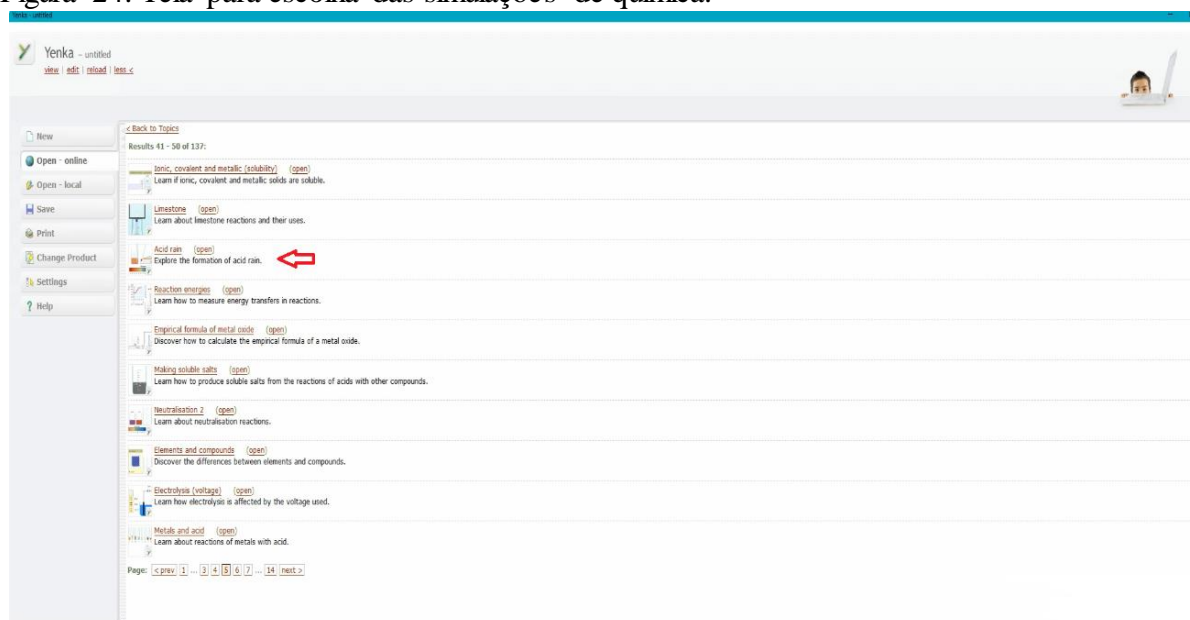 Figura 24: Tela para escolha das simulações de química.
Yenka - untitled
Yenka - untitled
view | edit | reload | less <
New
Open - online
Open - local
Save
Print
Change Product
Settings
? Help
< Back to Topics
Results 41 - 50 of 137:
Ionic, covalent and metallic (solubility) (open)
Learn if ionic, covalent and metallic solids are soluble.
Limestone (open)
Learn about limestone reactions and their uses.
Acid rain (open)
Explore the formation of acid rain.
Reaction energies (open)
Learn how to measure energy transfers in reactions.
Empirical formula of metal oxide (open)
Discover how to calculate the empirical formula of a metal oxide.
Making soluble salts (open)
Learn how to produce soluble salts from the reactions of acids with other compounds.
Neutralisation 2 (open)
Learn about neutralisation reactions.
Elements and compounds (open)
Discover the differences between elements and compounds.
Electrolysis (voltage) (open)
Learn how electrolysis is affected by the voltage used.
Metals and acid (open)
Learn about reactions of metals with acid.
Page: < prev 1 ... 3 4 5 6 7 ... 14 next >